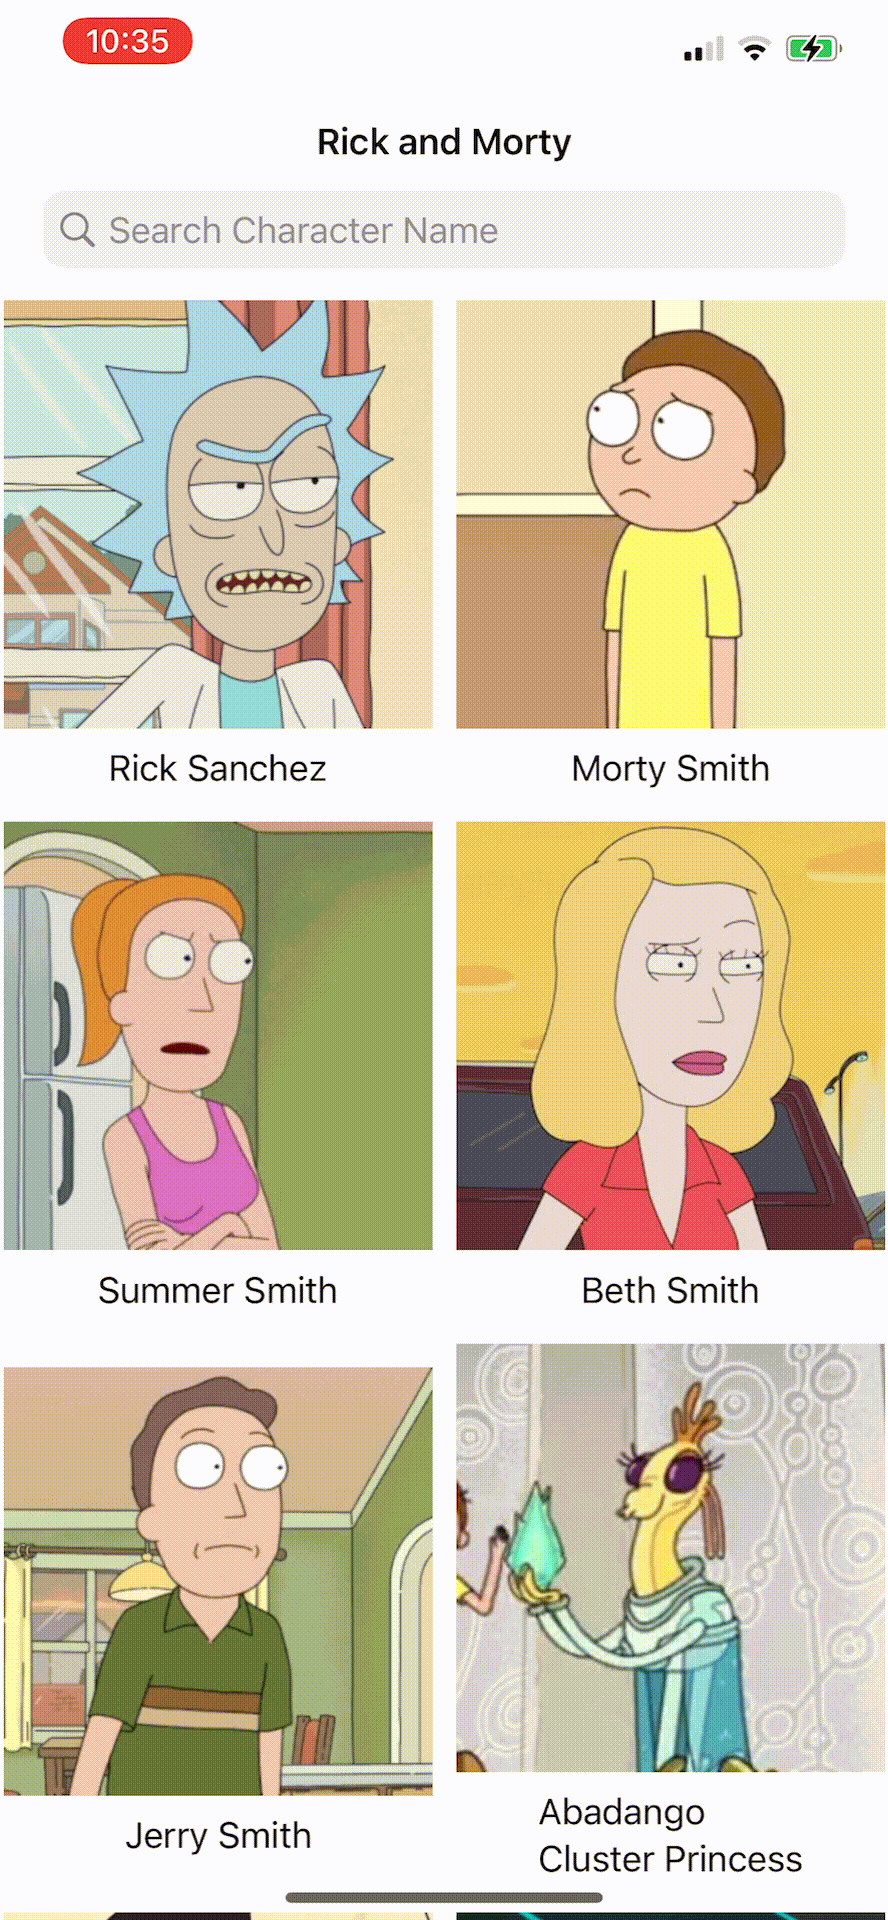 10:35
Rick and Morty
Search Character Name
Rick Sanchez
Morty Smith
Summer Smith
Beth Smith
Jerry Smith
Abadango
Cluster Princess